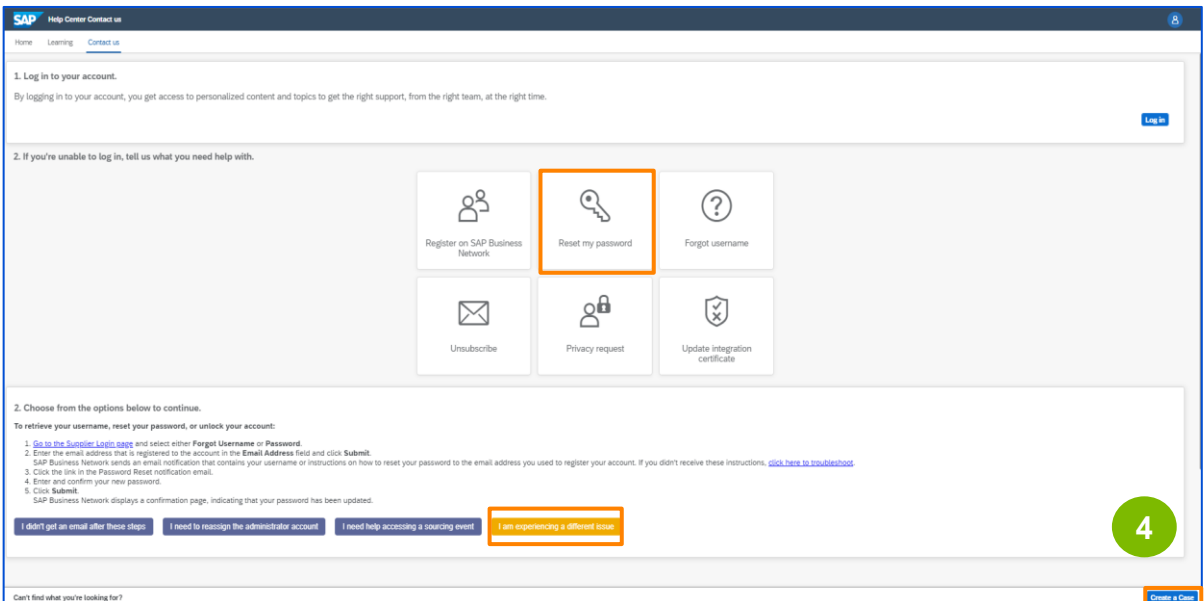 SAP Help Center Contact us
Home Learning Contact us
1. Log in to your account.
By logging in to your account, you get access to personalized content and topics to get the right support, from the right team, at the right time.
Log in
2. If you're unable to log in, tell us what you need help with.
Register on SAP Business
Network
Reset my password
Forgot username
Unsubscribe
Privacy request
Update integration
certificate
2. Choose from the options below to continue.
To retrieve your username, reset your password, or unlock your account:
1. Go to the Supplier Login page and select either Forgot Username or Password.
2. Enter the email address that is registered to the account in the Email Address field and click Submit.
SAP Business Network sends an email notification that contains your username or instructions on how to reset your password to the email address you used to register your account. If you didn't receive these instructions, click here to troubleshoot.
3. Click the link in the Password Reset notification email.
4. Enter and confirm your new password.
5. Click Submit.
SAP Business Network displays a confirmation page, indicating that your password has been updated.
I didn't get an email after these steps I need to reassign the administrator account I need help accessing a sourcing event I am experiencing a different issue
4
Can't find what you're looking for? Create a Case